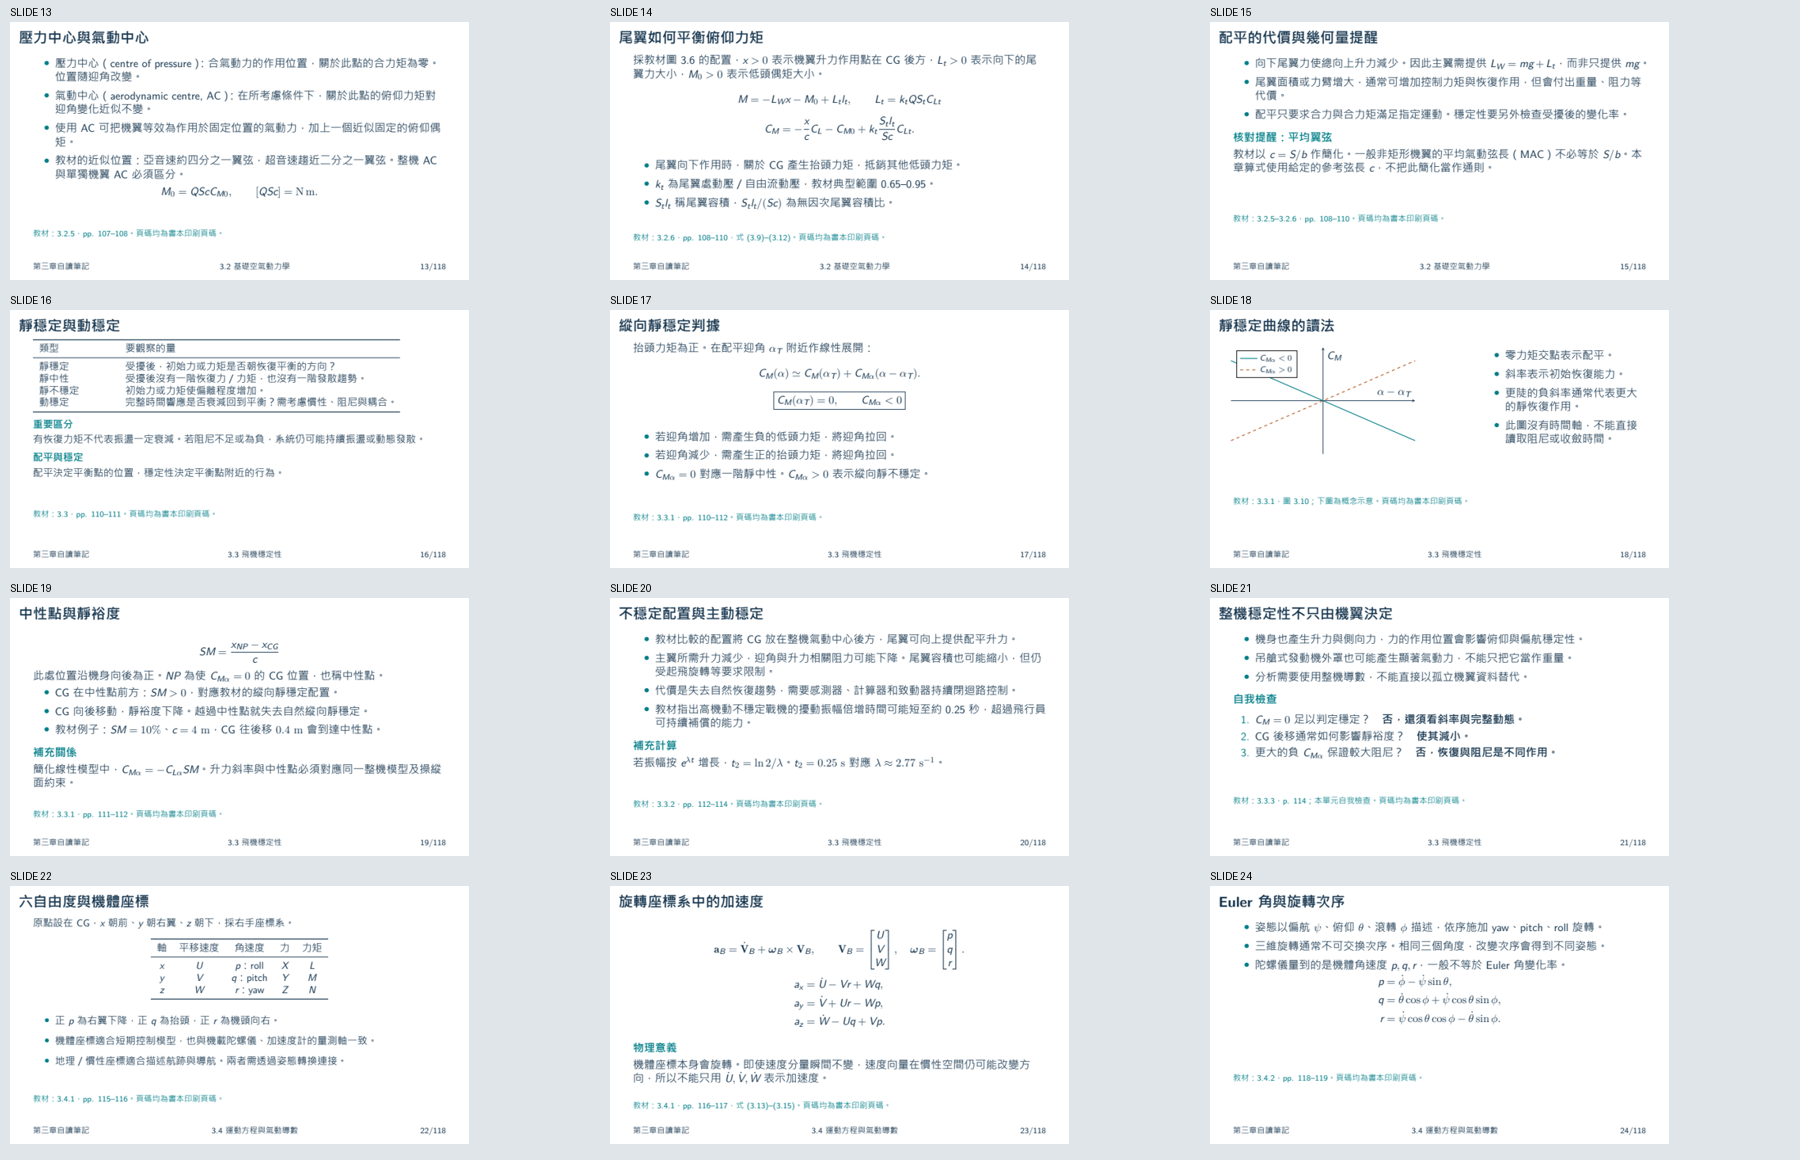 SLIDE 13
壓力中心與氣動中心
• 壓力中心 ( centre of pressure )：合氣動力的作用位置，關於此點的合力矩為零。
位置隨迎角改變。
• 氣動中心 ( aerodynamic centre, AC )：在所考慮條件下，關於此點的俯仰力矩對
迎角變化近似不變。
• 使用 AC 可把機翼等效為作用於固定位置的氣動力，加上一個近似固定的俯仰偶
矩。
• 教材的近似位置：亞音速約四分之一翼弦，超音速趨近二分之一翼弦。整機 AC
與單獨機翼 AC 必須區分。
M₀ = QScC_{M0},  [QSc] = N m.
教材：3.2.5，pp. 107–108。頁碼均為書本印刷頁碼。
第三章自讀筆記 3.2 基礎空氣動力學 13/118
SLIDE 14
尾翼如何平衡俯仰力矩
採教材圖 3.6 的配置，x > 0 表示機翼升力作用點在 CG 後方，L_t > 0 表示向下的尾
翼力大小，M₀ > 0 表示低頭偶矩大小。
M = −L_W x − M₀ + L_t l_t,  L_t = k_t QS_t C_{Lt}
C_M = −x/c C_L − C_{M0} + k_t S_t l_t/Sc C_{Lt}.
• 尾翼向下作用時，關於 CG 產生抬頭力矩，抵銷其他低頭力矩。
• k_t 為尾翼處動壓 / 自由流動壓，教材典型範圍 0.65–0.95。
• S_t l_t 稱尾翼容積，S_t l_t/(Sc) 為無因次尾翼容積比。
教材：3.2.6，pp. 108–110，式 (3.9)–(3.12)。頁碼均為書本印刷頁碼。
第三章自讀筆記 3.2 基礎空氣動力學 14/118
SLIDE 15
配平的代價與幾何量提醒
• 向下尾翼力使總向上升力減少。因此主翼需提供 L_W = mg + L_t，而非只提供 mg。
• 尾翼面積或力臂增大，通常可增加控制力矩與恢復作用，但會付出重量、阻力等
代價。
• 配平只要求合力與合力矩滿足指定運動。穩定性要另外檢查受擾後的變化率。
核對提醒：平均翼弦
教材以 c = S/b 作簡化。一般非矩形機翼的平均氣動弦長 ( MAC ) 不必等於 S/b。本
章算式使用給定的參考弦長 c，不把此簡化當作通則。
教材：3.2.5–3.2.6，pp. 108–110。頁碼均為書本印刷頁碼。
第三章自讀筆記 3.2 基礎空氣動力學 15/118
SLIDE 16
靜穩定與動穩定
類型 要觀察的量
靜穩定 受擾後，初始力或力矩是否朝恢復平衡的方向？
靜中性 受擾後沒有一階恢復力 / 力矩，也沒有一階發散趨勢。
靜不穩定 初始力或力矩使偏離程度增加。
動穩定 完整時間響應是否衰減回到平衡？需考慮慣性、阻尼與耦合。
重要區分
有恢復力矩不代表振盪一定衰減。若阻尼不足或為負，系統仍可能持續振盪或動態發散。
配平與穩定
配平決定平衡點的位置，穩定性決定平衡點附近的行為。
教材：3.3，pp. 110–111。頁碼均為書本印刷頁碼。
第三章自讀筆記 3.3 飛機穩定性 16/118
SLIDE 17
縱向靜穩定判據
抬頭力矩為正。在配平迎角 α_T 附近作線性展開：
C_M(α) ≃ C_M(α_T) + C_{Mα}(α − α_T).
C_M(α_T) = 0,  C_{Mα} < 0
• 若迎角增加，需產生負的低頭力矩，將迎角拉回。
• 若迎角減少，需產生正的抬頭力矩，將迎角拉回。
• C_{Mα} = 0 對應一階靜中性。C_{Mα} > 0 表示縱向靜不穩定。
教材：3.3.1，pp. 110–112。頁碼均為書本印刷頁碼。
第三章自讀筆記 3.3 飛機穩定性 17/118
SLIDE 18
靜穩定曲線的讀法
C_{Mα} < 0
C_{Mα} > 0
C_M
α − α_T
• 零力矩交點表示配平。
• 斜率表示初始恢復能力。
• 更陡的負斜率通常代表更大
的靜恢復作用。
• 此圖沒有時間軸，不能直接
讀取阻尼或收斂時間。
教材：3.3.1，圖 3.10；下圖為概念示意。頁碼均為書本印刷頁碼。
第三章自讀筆記 3.3 飛機穩定性 18/118
SLIDE 19
中性點與靜裕度
SM = (x_{NP} − x_{CG})/c
此處位置沿機身向後為正。NP 為使 C_{Mα} = 0 的 CG 位置，也稱中性點。
• CG 在中性點前方：SM > 0，對應教材的縱向靜穩定配置。
• CG 向後移動，靜裕度下降。越過中性點就失去自然縱向靜穩定。
• 教材例子：SM = 10%、c = 4 m，CG 往後移 0.4 m 會到達中性點。
補充關係
簡化線性模型中，C_{Mα} = −C_{Lα}SM。升力斜率與中性點必須對應同一整機模型及操縱
面約束。
教材：3.3.1，pp. 111–112。頁碼均為書本印刷頁碼。
第三章自讀筆記 3.3 飛機穩定性 19/118
SLIDE 20
不穩定配置與主動穩定
• 教材比較的配置將 CG 放在整機氣動中心後方，尾翼可向上提供配平升力。
• 主翼所需升力減少，迎角與升力相關阻力可能下降。尾翼容積也可能縮小，但仍
受起飛旋轉等要求限制。
• 代價是失去自然恢復趨勢，需要感測器、計算器和致動器持續閉迴路控制。
• 教材指出高機動不穩定戰機的擾動振幅倍增時間可能短至約 0.25 秒，超過飛行員
可持續補償的能力。
補充計算
若振幅按 e^{λt} 增長，t₂ = ln 2/λ。t₂ = 0.25 s 對應 λ ≈ 2.77 s⁻¹。
教材：3.3.2，pp. 112–114。頁碼均為書本印刷頁碼。
第三章自讀筆記 3.3 飛機穩定性 20/118
SLIDE 21
整機穩定性不只由機翼決定
• 機身也產生升力與側向力，力的作用位置會影響俯仰與偏航穩定性。
• 吊艙式發動機外罩也可能產生顯著氣動力，不能只把它當作重量。
• 分析需要使用整機導數，不能直接以孤立機翼資料替代。
自我檢查
1. C_M = 0 足以判定穩定？ 否，還須看斜率與完整動態。
2. CG 後移通常如何影響靜裕度？ 使其減小。
3. 更大的負 C_{Mα} 保證較大阻尼？ 否，恢復與阻尼是不同作用。
教材：3.3.3，p. 114；本單元自我檢查。頁碼均為書本印刷頁碼。
第三章自讀筆記 3.3 飛機穩定性 21/118
SLIDE 22
六自由度與機體座標
原點設在 CG，x 朝前、y 朝右翼、z 朝下，採右手座標系。
軸 平移速度 角速度 力 力矩
x U p：roll X L
y V q：pitch Y M
z W r：yaw Z N
• 正 p 為右翼下降，正 q 為抬頭，正 r 為機頭向右。
• 機體座標適合短期控制模型，也與機載陀螺儀、加速度計的量測軸一致。
• 地理 / 慣性座標適合描述航跡與導航。兩者需透過姿態轉換連接。
教材：3.4.1，pp. 115–116。頁碼均為書本印刷頁碼。
第三章自讀筆記 3.4 運動方程與氣動導數 22/118
SLIDE 23
旋轉座標系中的加速度
a_B = V̇_B + ω_B × V_B,  V_B = [U V W],  ω_B = [p q r].
a_x = U̇ − Vr + Wq,
a_y = V̇ + Ur − Wp,
a_z = Ẇ − Uq + Vp.
物理意義
機體座標本身會旋轉。即使速度分量瞬間不變，速度向量在慣性空間仍可能改變方
向，所以不能只用 U̇, V̇, Ẇ 表示加速度。
教材：3.4.1，pp. 116–117，式 (3.13)–(3.15)。頁碼均為書本印刷頁碼。
第三章自讀筆記 3.4 運動方程與氣動導數 23/118
SLIDE 24
Euler 角與旋轉次序
• 姿態以偏航 ψ、俯仰 θ、滾轉 ϕ 描述，依序施加 yaw、pitch、roll 旋轉。
• 三維旋轉通常不可交換次序。相同三個角度，改變次序會得到不同姿態。
• 陀螺儀量到的是機體角速度 p, q, r，一般不等於 Euler 角變化率。
p = ϕ̇ − ψ̇ sin θ,
q = θ̇ cos ϕ + ψ̇ cos θ sin ϕ,
r = ψ̇ cos θ cos ϕ − θ̇ sin ϕ.
教材：3.4.2，pp. 118–119。頁碼均為書本印刷頁碼。
第三章自讀筆記 3.4 運動方程與氣動導數 24/118